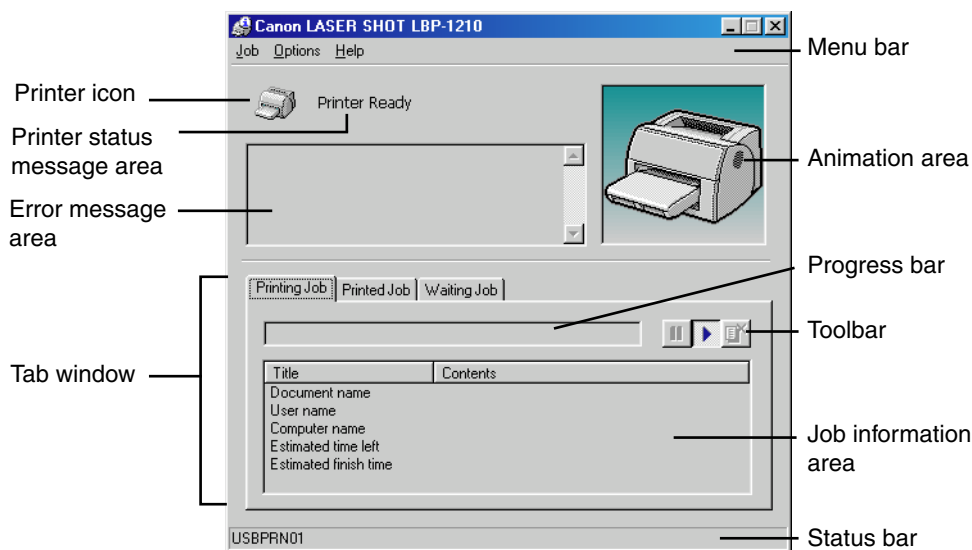 Canon LASER SHOT LBP-1210
Job Options Help
Menu bar
Printer icon
Printer Ready
Printer status
message area
Animation area
Error message
area
Progress bar
Printing Job Printed Job Waiting Job
Toolbar
Tab window
Title Contents
Document name
User name
Computer name
Estimated time left
Estimated finish time
Job information
area
USBPRN01
Status bar